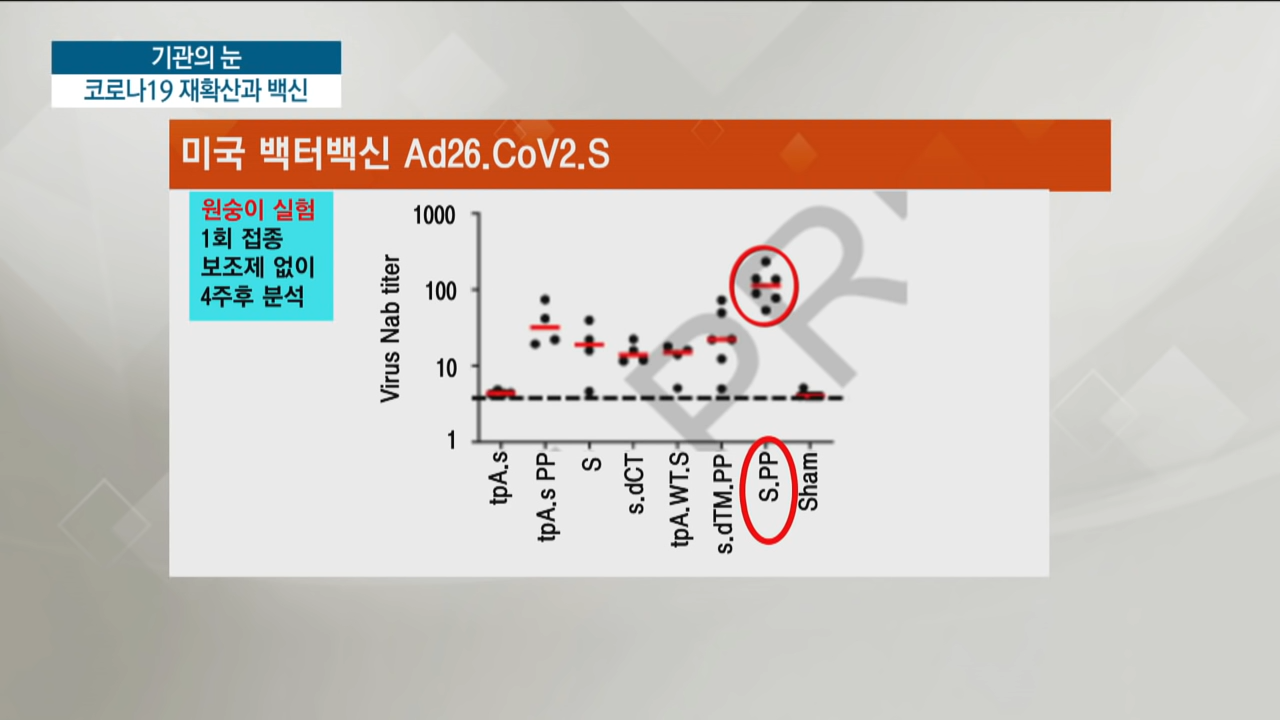 기관의 눈
코로나19 재확산과 백신
미국 백터백신 Ad26.CoV2.S
원숭이 실험
1회 접종
보조제 없이
4주후 분석
Virus Nab titer
1000
100
10
1
tpA.s
tpA.s PP
S
s.dCT
tpA.WT.S
s.dTM.PP
S.PP
Sham
PR